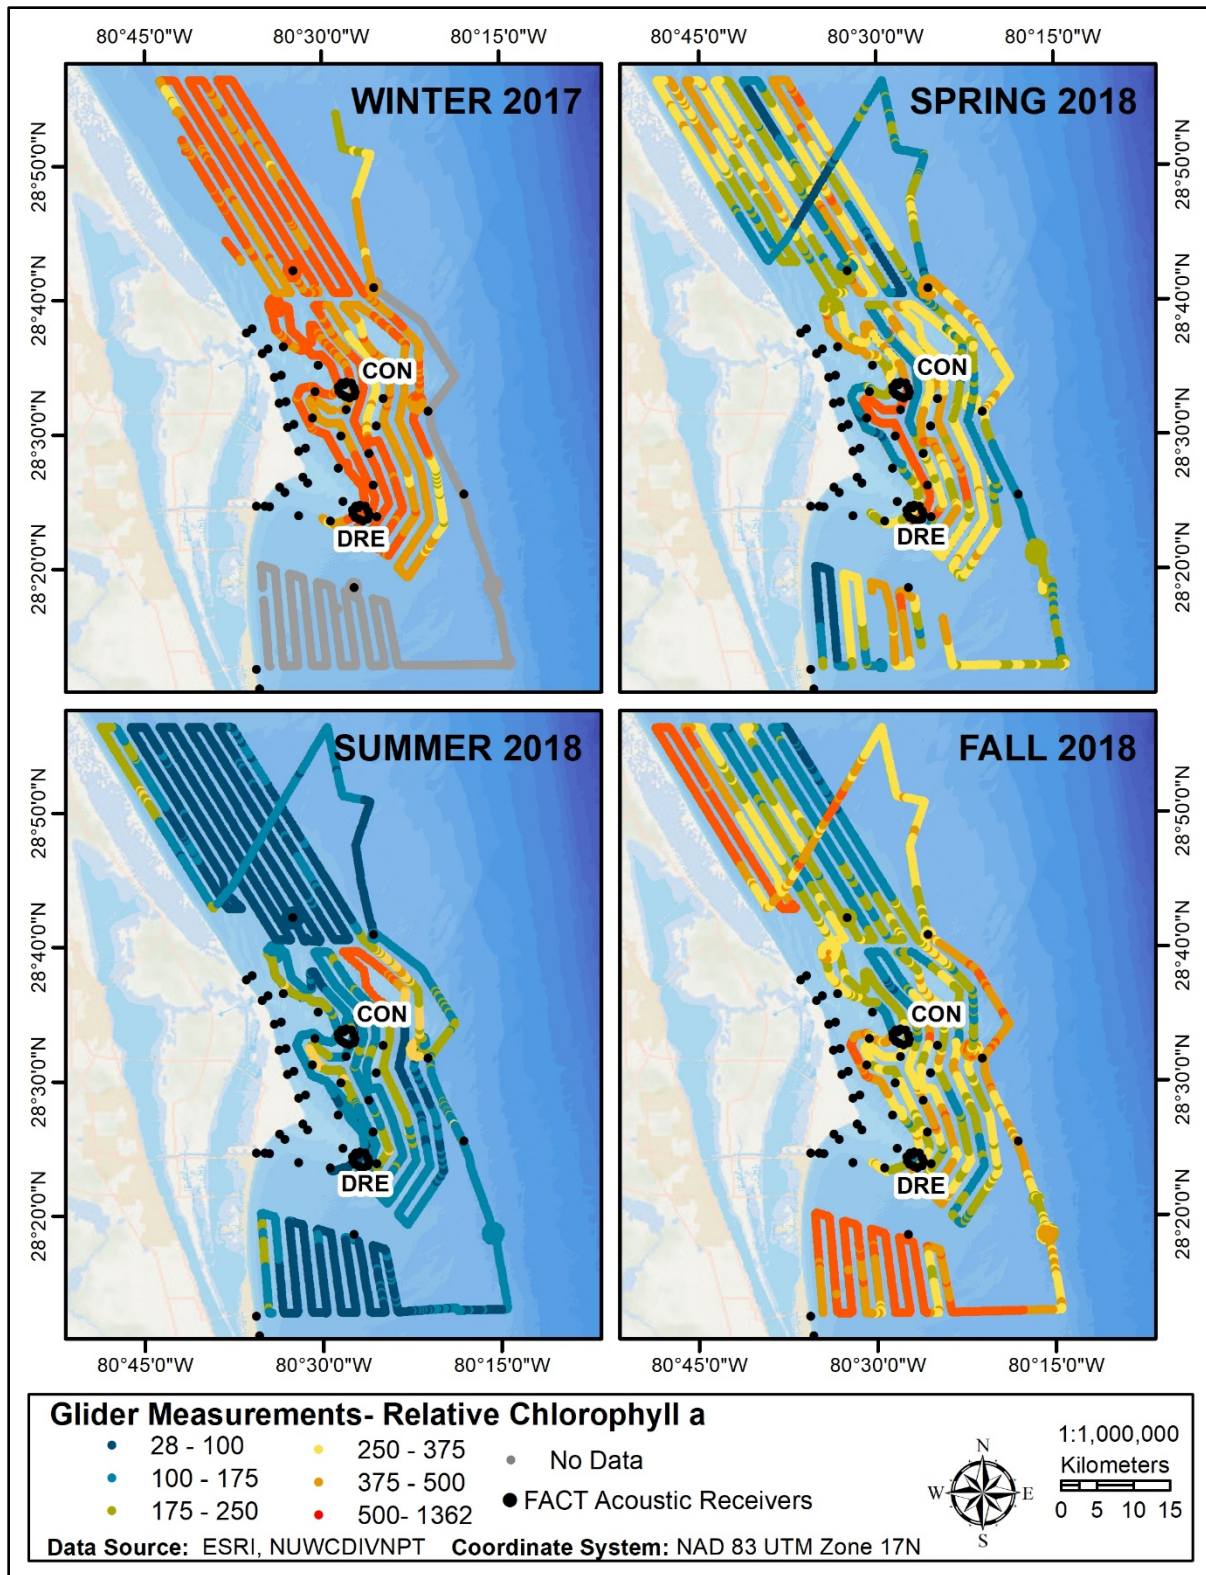 80°45'0"W 80°30'0"W 80°15'0"W 80°30'0"W 80°15'0"W
WINTER 2017
SPRING 2018
28°50'0"N
28°40'0"N
28°30'0"N
28°20'0"N
CON
DRE
CON
DRE
28°50'0"N
28°40'0"N
28°30'0"N
28°20'0"N
SUMMER 2018
FALL 2018
28°50'0"N
28°40'0"N
28°30'0"N
28°20'0"N
CON
DRE
CON
DRE
28°50'0"N
28°40'0"N
28°30'0"N
28°20'0"N
80°45'0"W 80°30'0"W 80°15'0"W 80°45'0"W 80°30'0"W 80°15'0"W
Glider Measurements- Relative Chlorophyll a
28 - 100
100 - 175
175 - 250
250 - 375
375 - 500
500- 1362
No Data
FACT Acoustic Receivers
N
W E
S
1:1,000,000
Kilometers
0 5 10 15
Data Source: ESRI, NUWCDIVNPT Coordinate System: NAD 83 UTM Zone 17N